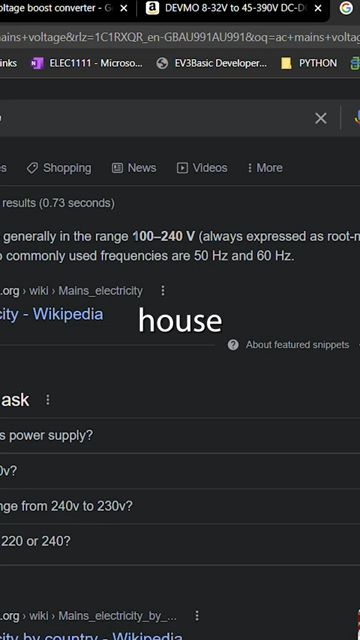 oltage boost converter - G
DEVMO 8-32V to 45-390V DC-D
ains+voltage&rlz=1C1RXQR_en-GBAU991AU991&oq=ac+mains+voltag
inks
ELEC1111 - Microso...
EV3Basic Developer...
PYTHON
Shopping
News
Videos
More
results (0.73 seconds)
generally in the range 100–240 V (always expressed as root-m
o commonly used frequencies are 50 Hz and 60 Hz.
.org › wiki › Mains_electricity
city - Wikipedia
house
About featured snippets
ask
s power supply?
0v?
nge from 240v to 230v?
220 or 240?
.org › wiki › Mains_electricity_by_...
city by country - Wikipedia